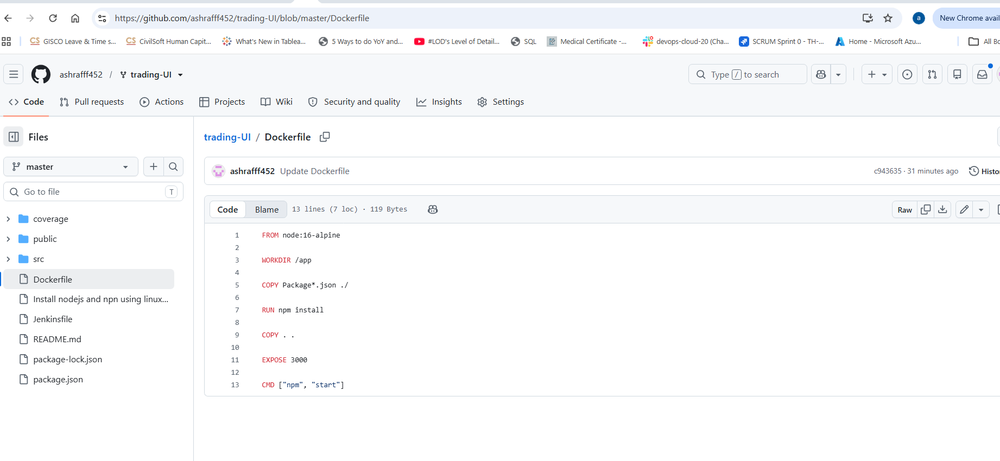 https://github.com/ashrafff452/trading-UI/blob/master/Dockerfile
a
New Chrome avail
CS GISCO Leave & Time s...
CS CivilSoft Human Capit...
What's New in Tablea...
5 Ways to do YoY and...
#LOD's Level of Detail...
SQL
Medical Certificate -...
devops-cloud-20 (Cha...
SCRUM Sprint 0 - TH-...
Home - Microsoft Azu...
All Bo
ashrafff452 / trading-UI
Type / to search
Code
Pull requests
Actions
Projects
Wiki
Security and quality
Insights
Settings
Files
master
Go to file
T
coverage
public
src
Dockerfile
Install nodejs and npn using linux...
Jenkinsfile
README.md
package-lock.json
package.json
trading-UI / Dockerfile
ashrafff452 Update Dockerfile
c943635 · 31 minutes ago
Histo
Code
Blame
13 lines (7 loc) · 119 Bytes
Raw
1 FROM node:16-alpine
2
3 WORKDIR /app
4
5 COPY Package*.json ./
6
7 RUN npm install
8
9 COPY . .
10
11 EXPOSE 3000
12
13 CMD ["npm", "start"]